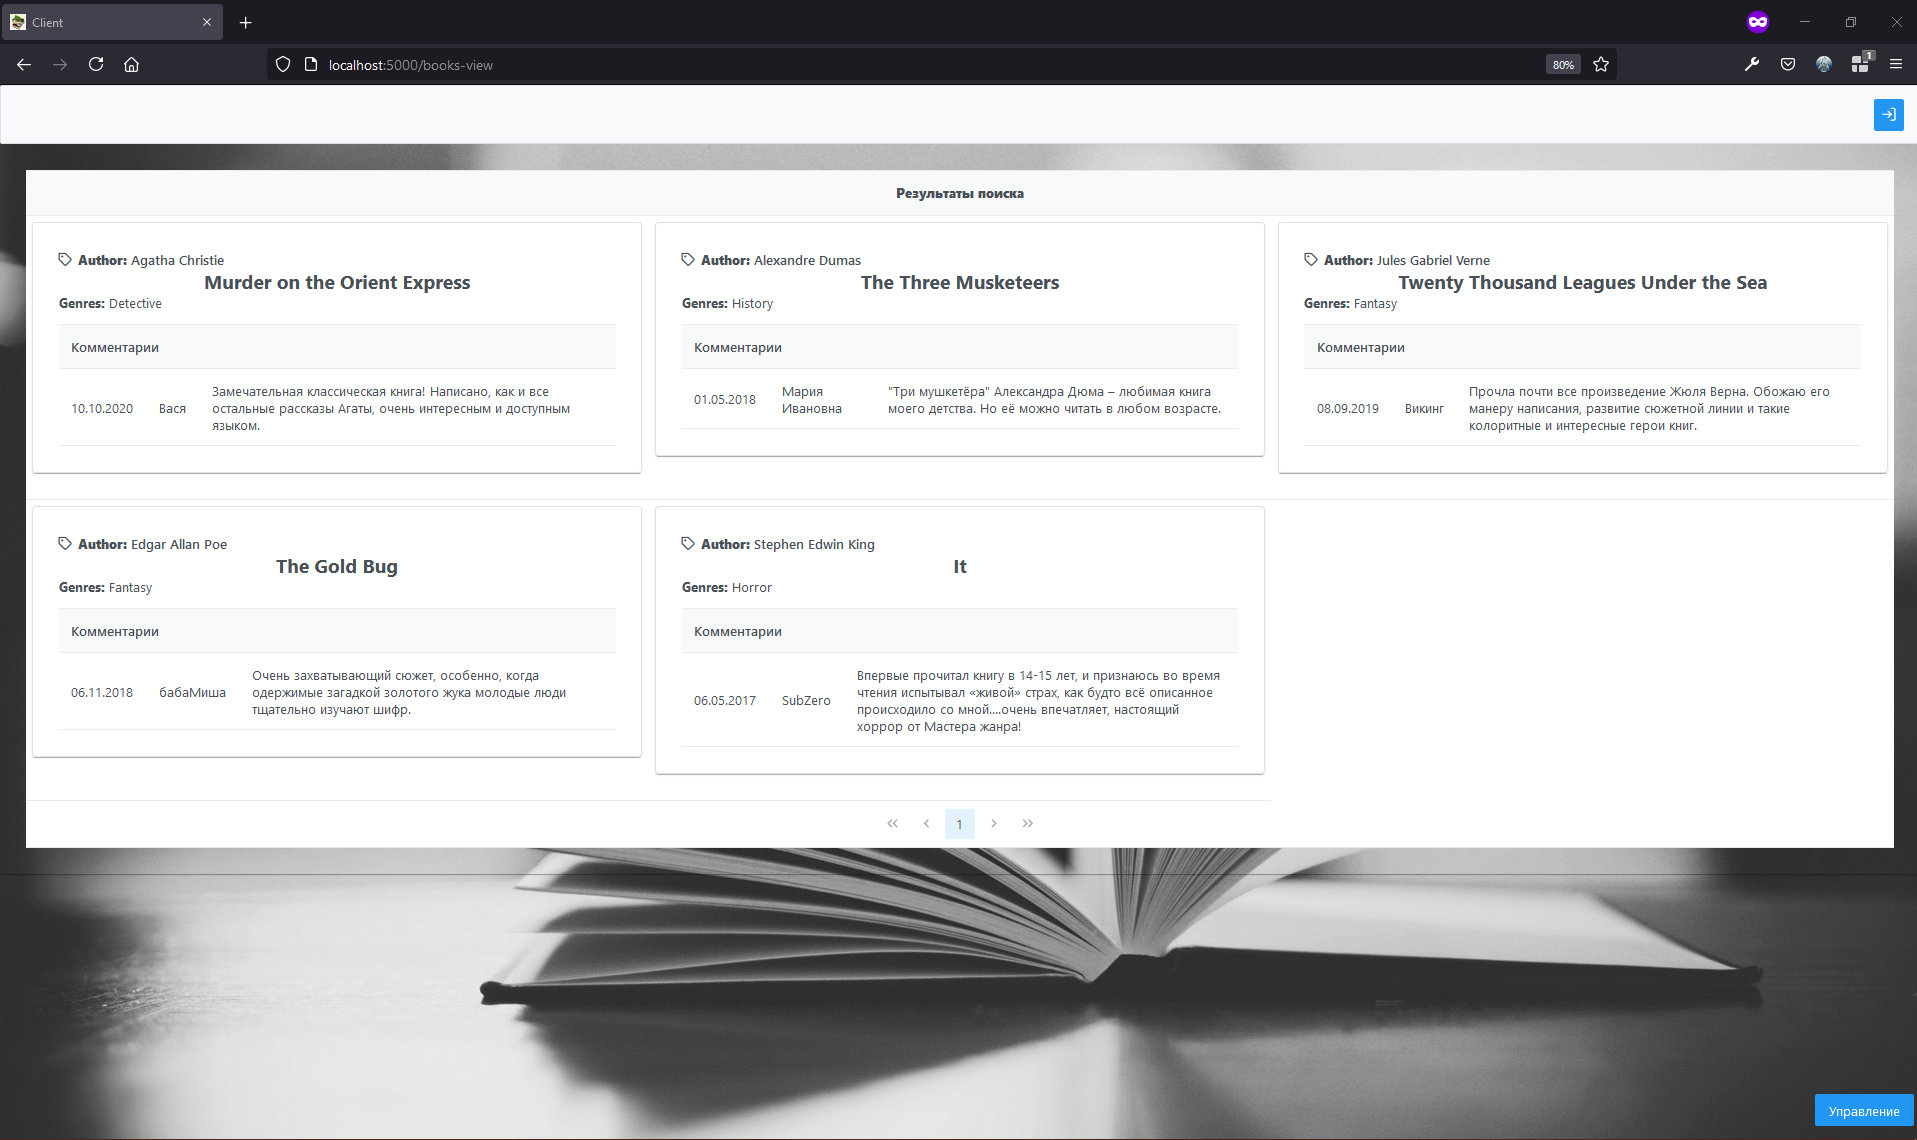 Client
localhost:5000/books-view
80%
1
Результаты поиска
Author: Agatha Christie
Murder on the Orient Express
Genres: Detective
Комментарии
10.10.2020 Вася Замечательная классическая книга! Написано, как и все
остальные рассказы Агаты, очень интересным и доступным
языком.
Author: Alexandre Dumas
The Three Musketeers
Genres: History
Комментарии
01.05.2018 Мария "Три мушкетёра" Александра Дюма – любимая книга
Ивановна моего детства. Но её можно читать в любом возрасте.
Author: Jules Gabriel Verne
Twenty Thousand Leagues Under the Sea
Genres: Fantasy
Комментарии
08.09.2019 Викинг Прочла почти все произведение Жюля Верна. Обожаю его
манеру написания, развитие сюжетной линии и такие
колоритные и интересные герои книг.
Author: Edgar Allan Poe
The Gold Bug
Genres: Fantasy
Комментарии
06.11.2018 бабаМиша Очень захватывающий сюжет, особенно, когда
одержимые загадкой золотого жука молодые люди
тщательно изучают шифр.
Author: Stephen Edwin King
It
Genres: Horror
Комментарии
06.05.2017 SubZero Впервые прочитал книгу в 14-15 лет, и признаюсь во время
чтения испытывал «живой» страх, как будто всё описанное
происходило со мной....очень впечатляет, настоящий
хоррор от Мастера жанра!
1
Управление